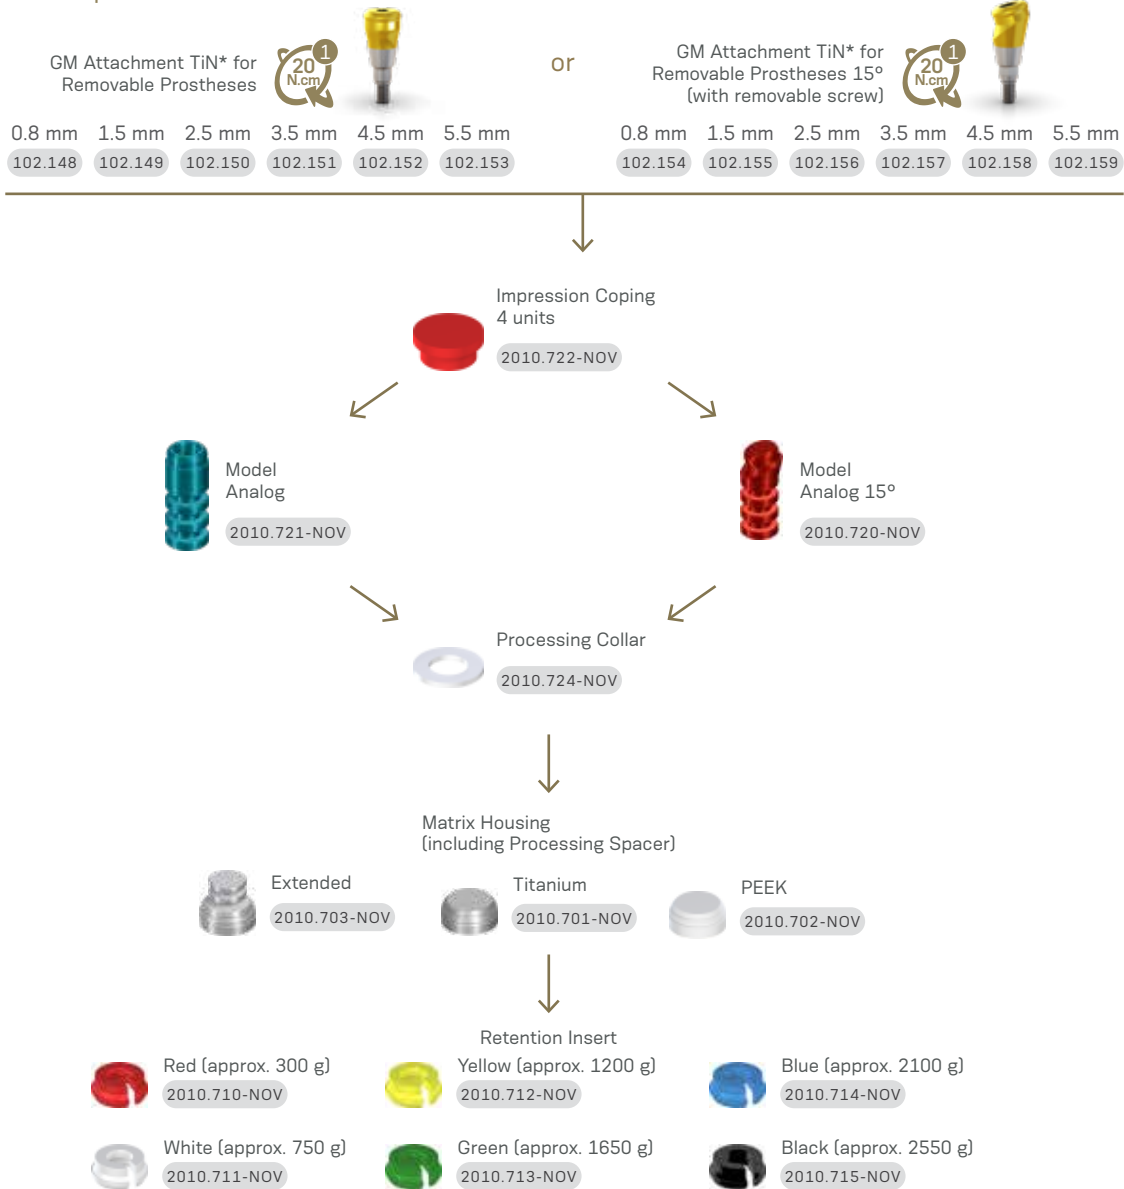 GM Attachment TiN* for
Removable Prostheses
20
N.cm
1
or
GM Attachment TiN* for
Removable Prostheses 15º
(with removable screw)
20
N.cm
1
0.8 mm 1.5 mm 2.5 mm 3.5 mm 4.5 mm 5.5 mm
102.148 102.149 102.150 102.151 102.152 102.153
0.8 mm 1.5 mm 2.5 mm 3.5 mm 4.5 mm 5.5 mm
102.154 102.155 102.156 102.157 102.158 102.159
Impression Coping
4 units
2010.722-NOV
Model
Analog
2010.721-NOV
Model
Analog 15º
2010.720-NOV
Processing Collar
2010.724-NOV
Matrix Housing
(including Processing Spacer)
Extended
2010.703-NOV
Titanium
2010.701-NOV
PEEK
2010.702-NOV
Retention Insert
Red (approx. 300 g)
2010.710-NOV
Yellow (approx. 1200 g)
2010.712-NOV
Blue (approx. 2100 g)
2010.714-NOV
White (approx. 750 g)
2010.711-NOV
Green (approx. 1650 g)
2010.713-NOV
Black (approx. 2550 g)
2010.715-NOV